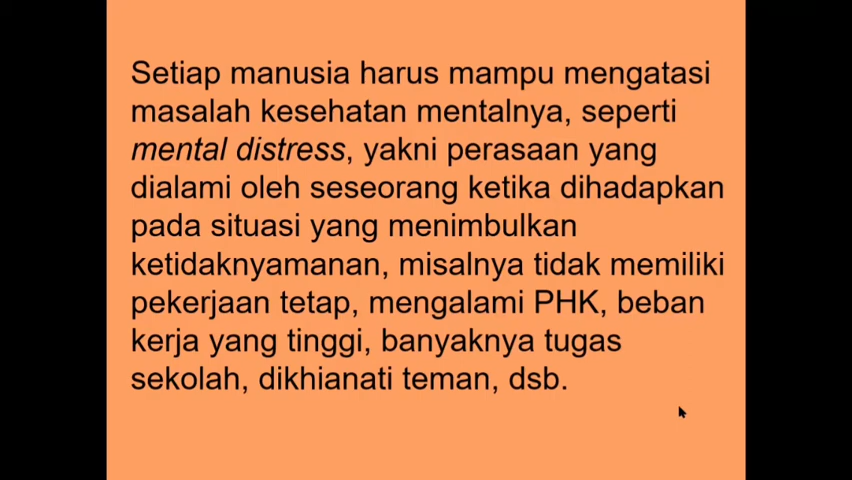 Setiap manusia harus mampu mengatasi
masalah kesehatan mentalnya, seperti
mental distress, yakni perasaan yang
dialami oleh seseorang ketika dihadapkan
pada situasi yang menimbulkan
ketidaknyamanan, misalnya tidak memiliki
pekerjaan tetap, mengalami PHK, beban
kerja yang tinggi, banyaknya tugas
sekolah, dikhianati teman, dsb.